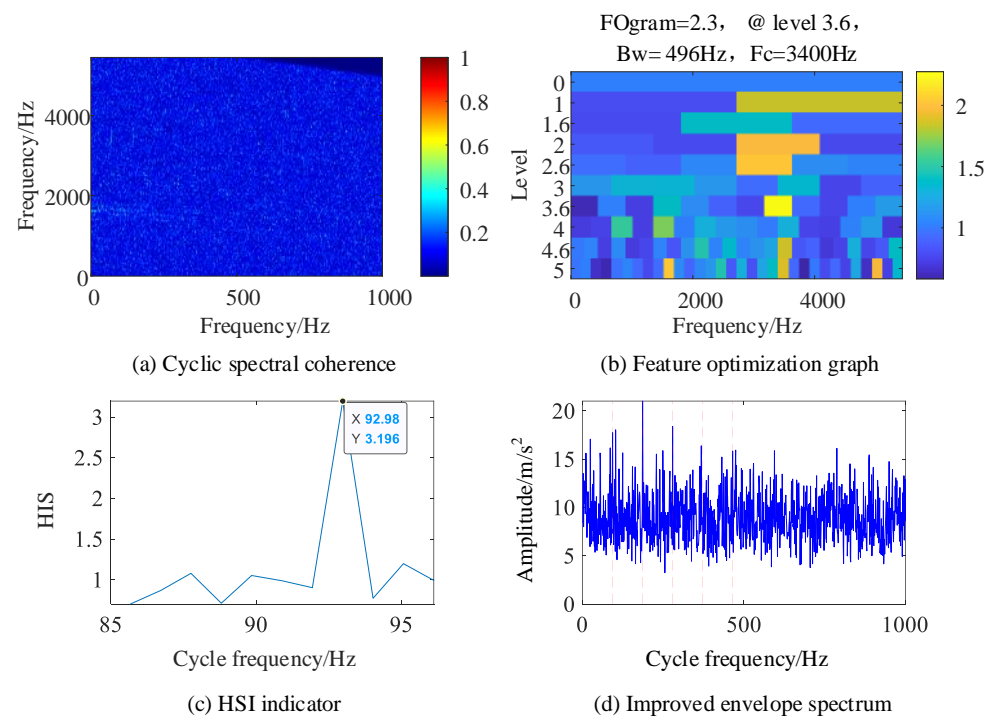 FOgram=2.3, @ level 3.6,
Bw= 496Hz, Fc=3400Hz
Frequency/Hz
4000
2000
0
0 500 1000
Frequency/Hz
1
0.8
0.6
0.4
0.2
(a) Cyclic spectral coherence
Level
0
1
1.6
2
2.6
3
3.6
4
4.6
5
0 2000 4000
Frequency/Hz
2
1.5
1
(b) Feature optimization graph
HIS
3
2.5
2
1.5
1
X 92.98
Y 3.196
85 90 95
Cycle frequency/Hz
(c) HSI indicator
Amplitude/m/s²
20
15
10
5
0
0 500 1000
Cycle frequency/Hz
(d) Improved envelope spectrum